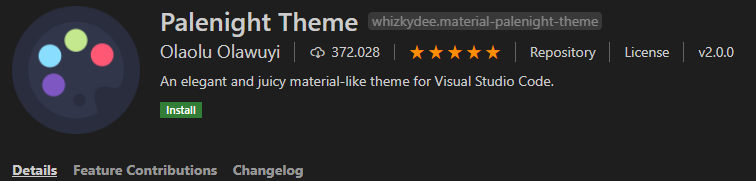 Palenight Theme whizkydee.material-palenight-theme
Olaolu Olawuyi 372.028 Repository License v2.0.0
An elegant and juicy material-like theme for Visual Studio Code.
Install
Details Feature Contributions Changelog